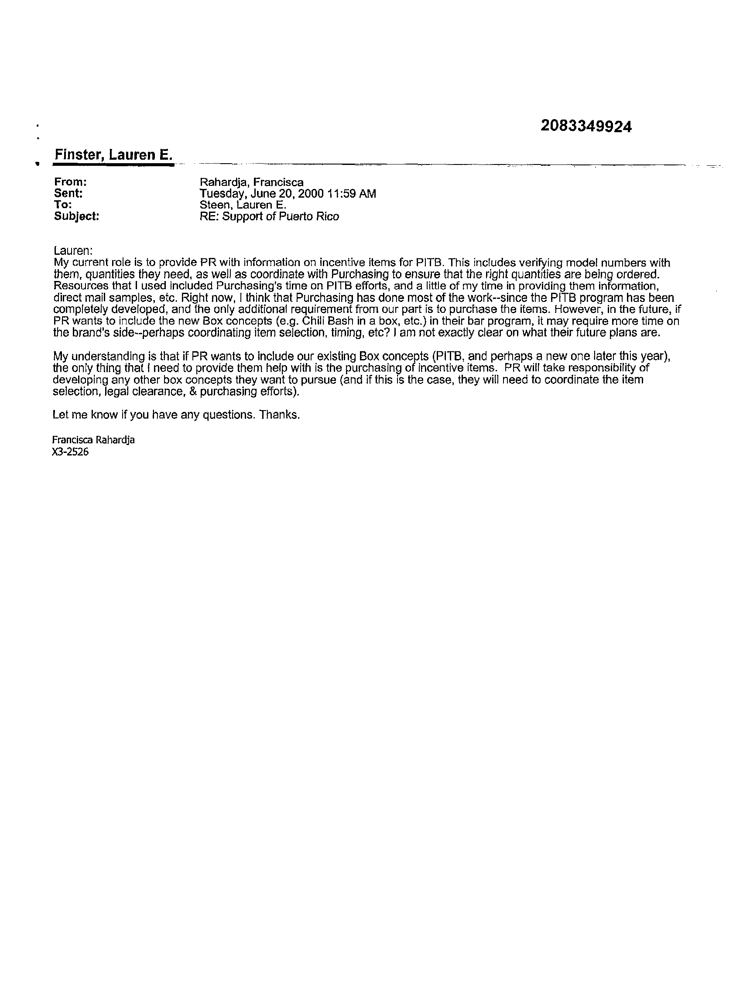 2083349924
Finster, Lauren E.
From: Rahardja, Francisca
Sent: Tuesday, June 20, 2000 11:59 AM
To: Steen, Lauren E.
Subject: RE: Support of Puerto Rico
Lauren:
My current role is to provide PR with information on incentive items for PITB. This includes verifying model numbers with
them, quantities they need, as well as coordinate with Purchasing to ensure that the right quantities are being ordered.
Resources that I used included Purchasing's time on PITB efforts, and a little of my time in providing them information,
direct mail samples, etc. Right now, I think that Purchasing has done most of the work--since the PITB program has been
completely developed, and the only additional requirement from our part is to purchase the items. However, in the future, if
PR wants to include the new Box concepts (e.g. Chili Bash in a box, etc.) in their bar program, it may require more time on
the brand's side--perhaps coordinating item selection, timing, etc? I am not exactly clear on what their future plans are.
My understanding is that if PR wants to include our existing Box concepts (PITB, and perhaps a new one later this year),
the only thing that I need to provide them help with is the purchasing of incentive items. PR will take responsibility of
developing any other box concepts they want to pursue (and if this is the case, they will need to coordinate the item
selection, legal clearance, & purchasing efforts).
Let me know if you have any questions. Thanks.
Francisca Rahardja
X3-2526